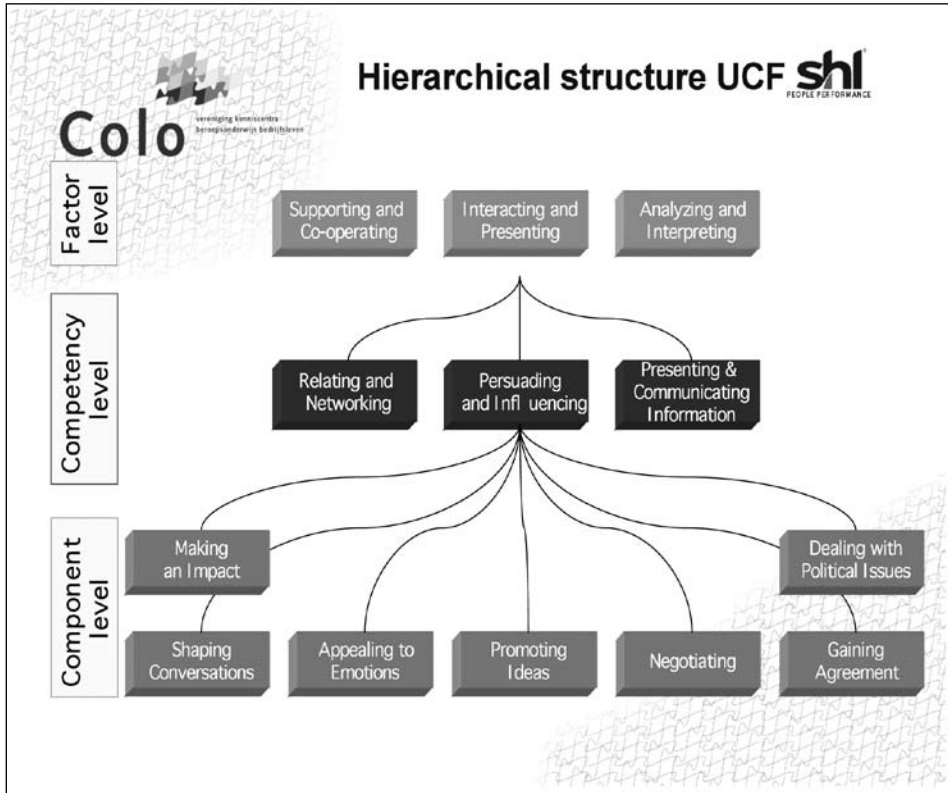 Hierarchical structure UCF
shl
PEOPLE PERFORMANCE
Colo
vereniging kenniscentra
beroepsonderwijs bedrijfsleven
Factor
level
Supporting and
Co-operating
Interacting and
Presenting
Analyzing and
Interpreting
Competency
level
Relating and
Networking
Persuading
and Infl uencing
Presenting &
Communicating
Information
Component
level
Making
an Impact
Dealing with
Political Issues
Shaping
Conversations
Appealing to
Emotions
Promoting
Ideas
Negotiating
Gaining
Agreement